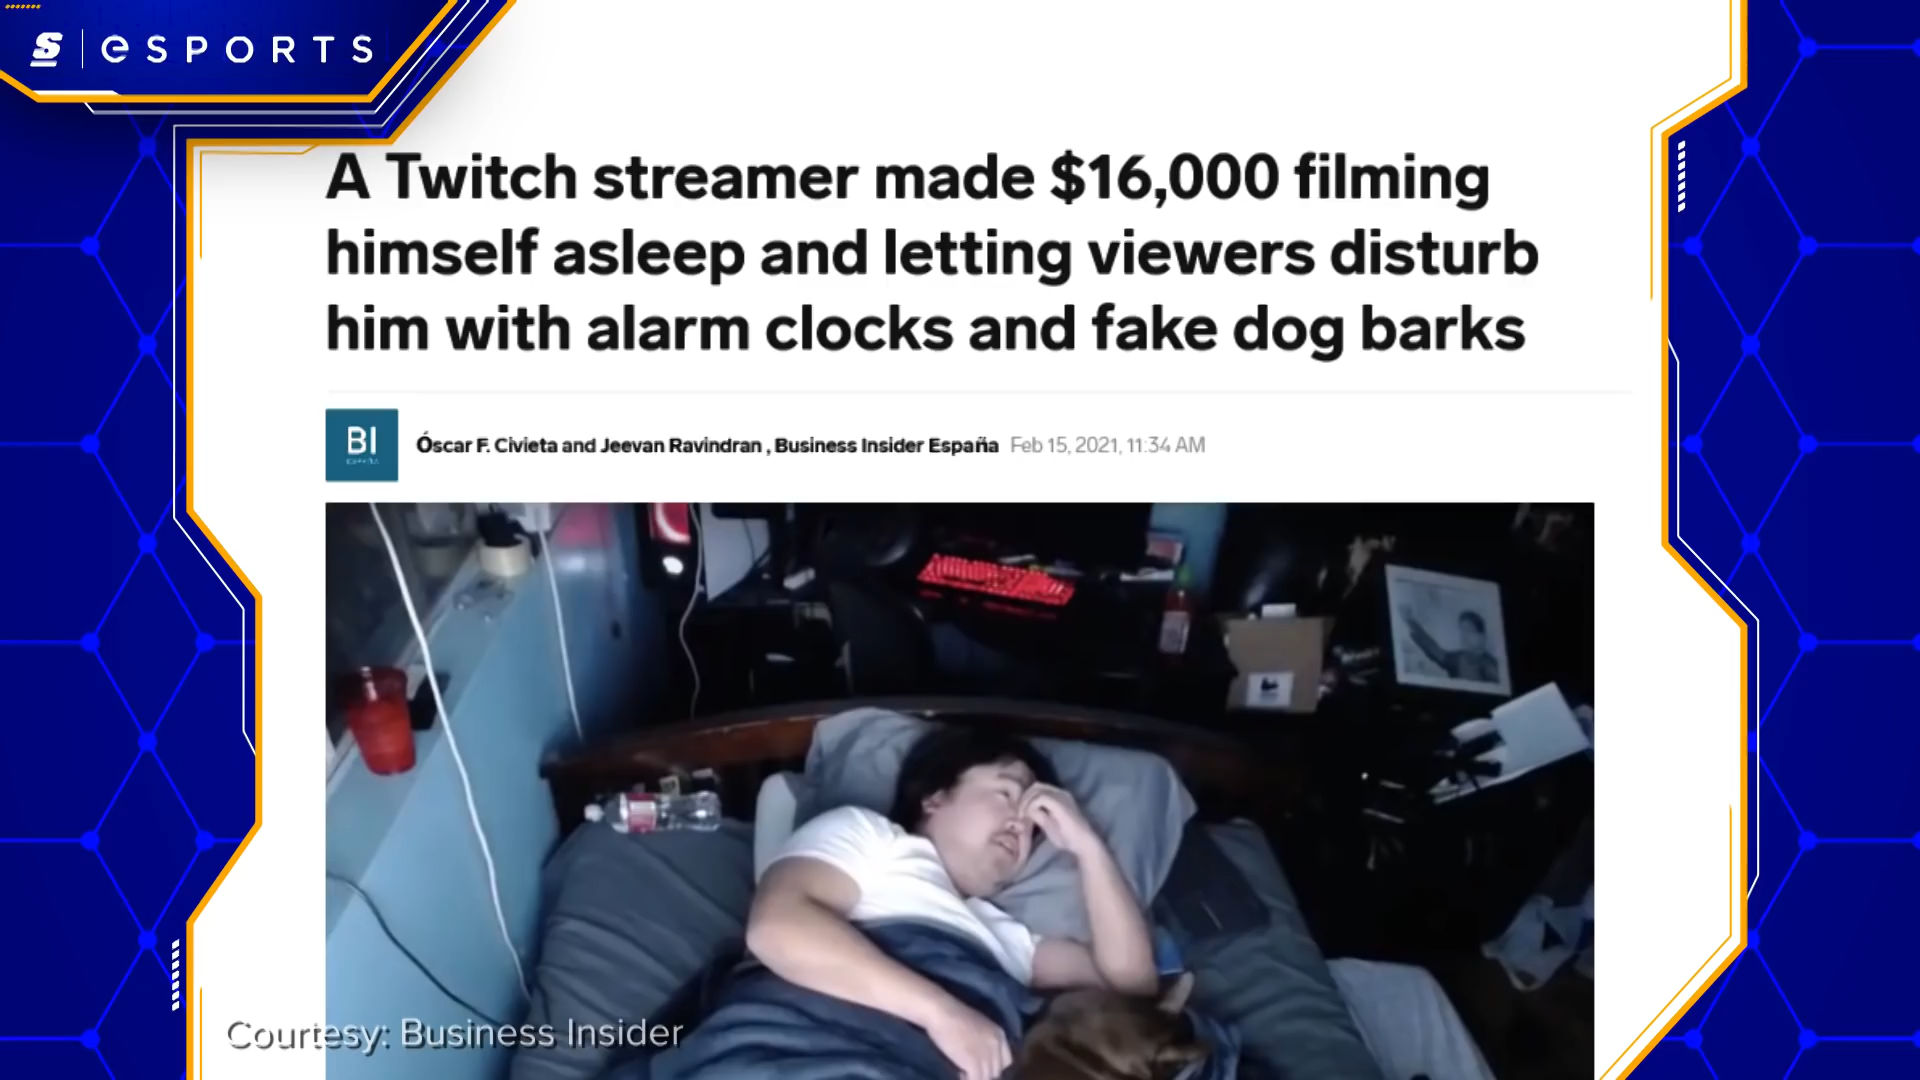 S | eSPORTS
A Twitch streamer made $16,000 filming
himself asleep and letting viewers disturb
him with alarm clocks and fake dog barks
BI
Óscar F. Civieta and Jeevan Ravindran , Business Insider España Feb 15, 2021, 11:34 AM
Courtesy: Business Insider